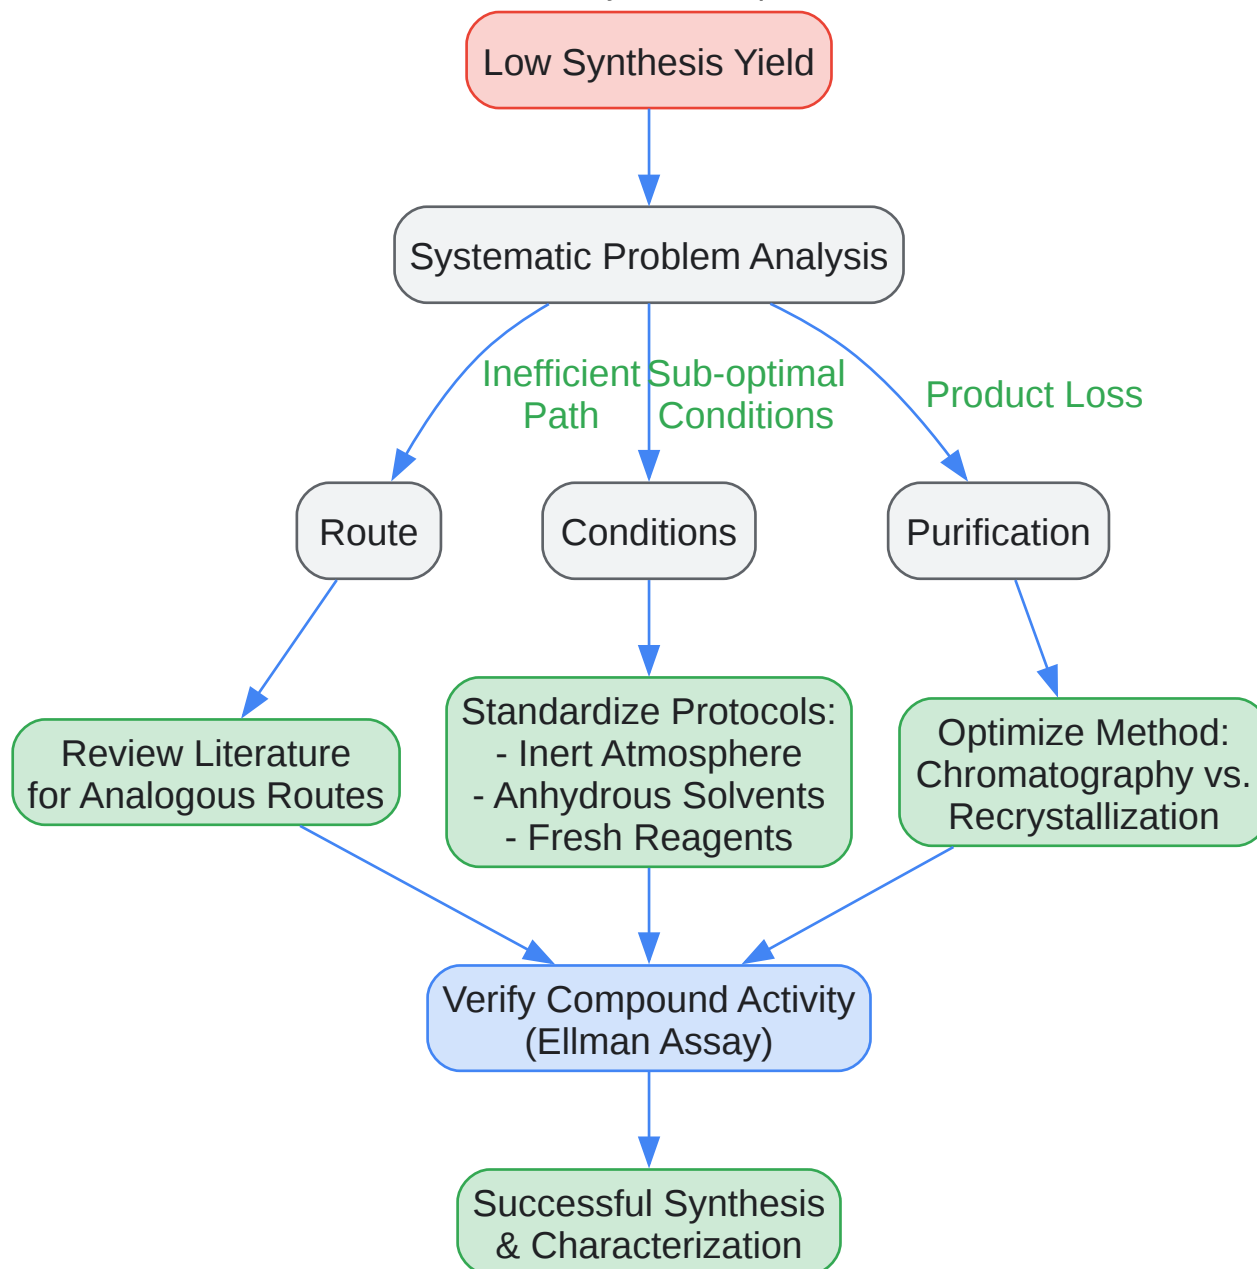 Low Synthesis Yield
Systematic Problem Analysis
Inefficient
Path
Sub-optimal
Conditions
Product Loss
Route
Conditions
Purification
Review Literature
for Analogous Routes
Standardize Protocols:
- Inert Atmosphere
- Anhydrous Solvents
- Fresh Reagents
Optimize Method:
Chromatography vs.
Recrystallization
Verify Compound Activity
(Ellman Assay)
Successful Synthesis
& Characterization